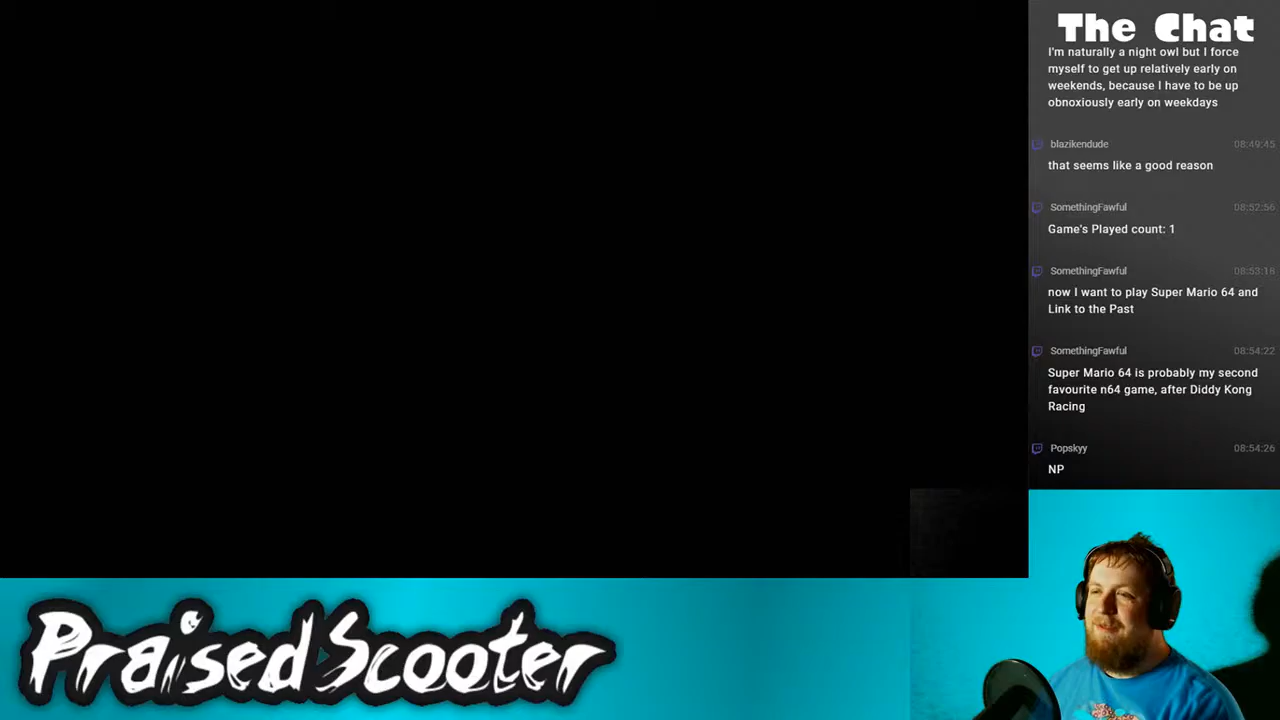 The Chat
I'm naturally a night owl but I force
myself to get up relatively early on
weekends, because I have to be up
obnoxiously early on weekdays
blazikendude 08:49:45
that seems like a good reason
SomethingFawful 08:52:56
Game's Played count: 1
SomethingFawful 08:53:16
now I want to play Super Mario 64 and
Link to the Past
SomethingFawful 08:54:22
Super Mario 64 is probably my second
favourite n64 game, after Diddy Kong
Racing
Popskyy 08:54:26
NP
PraisedScooter